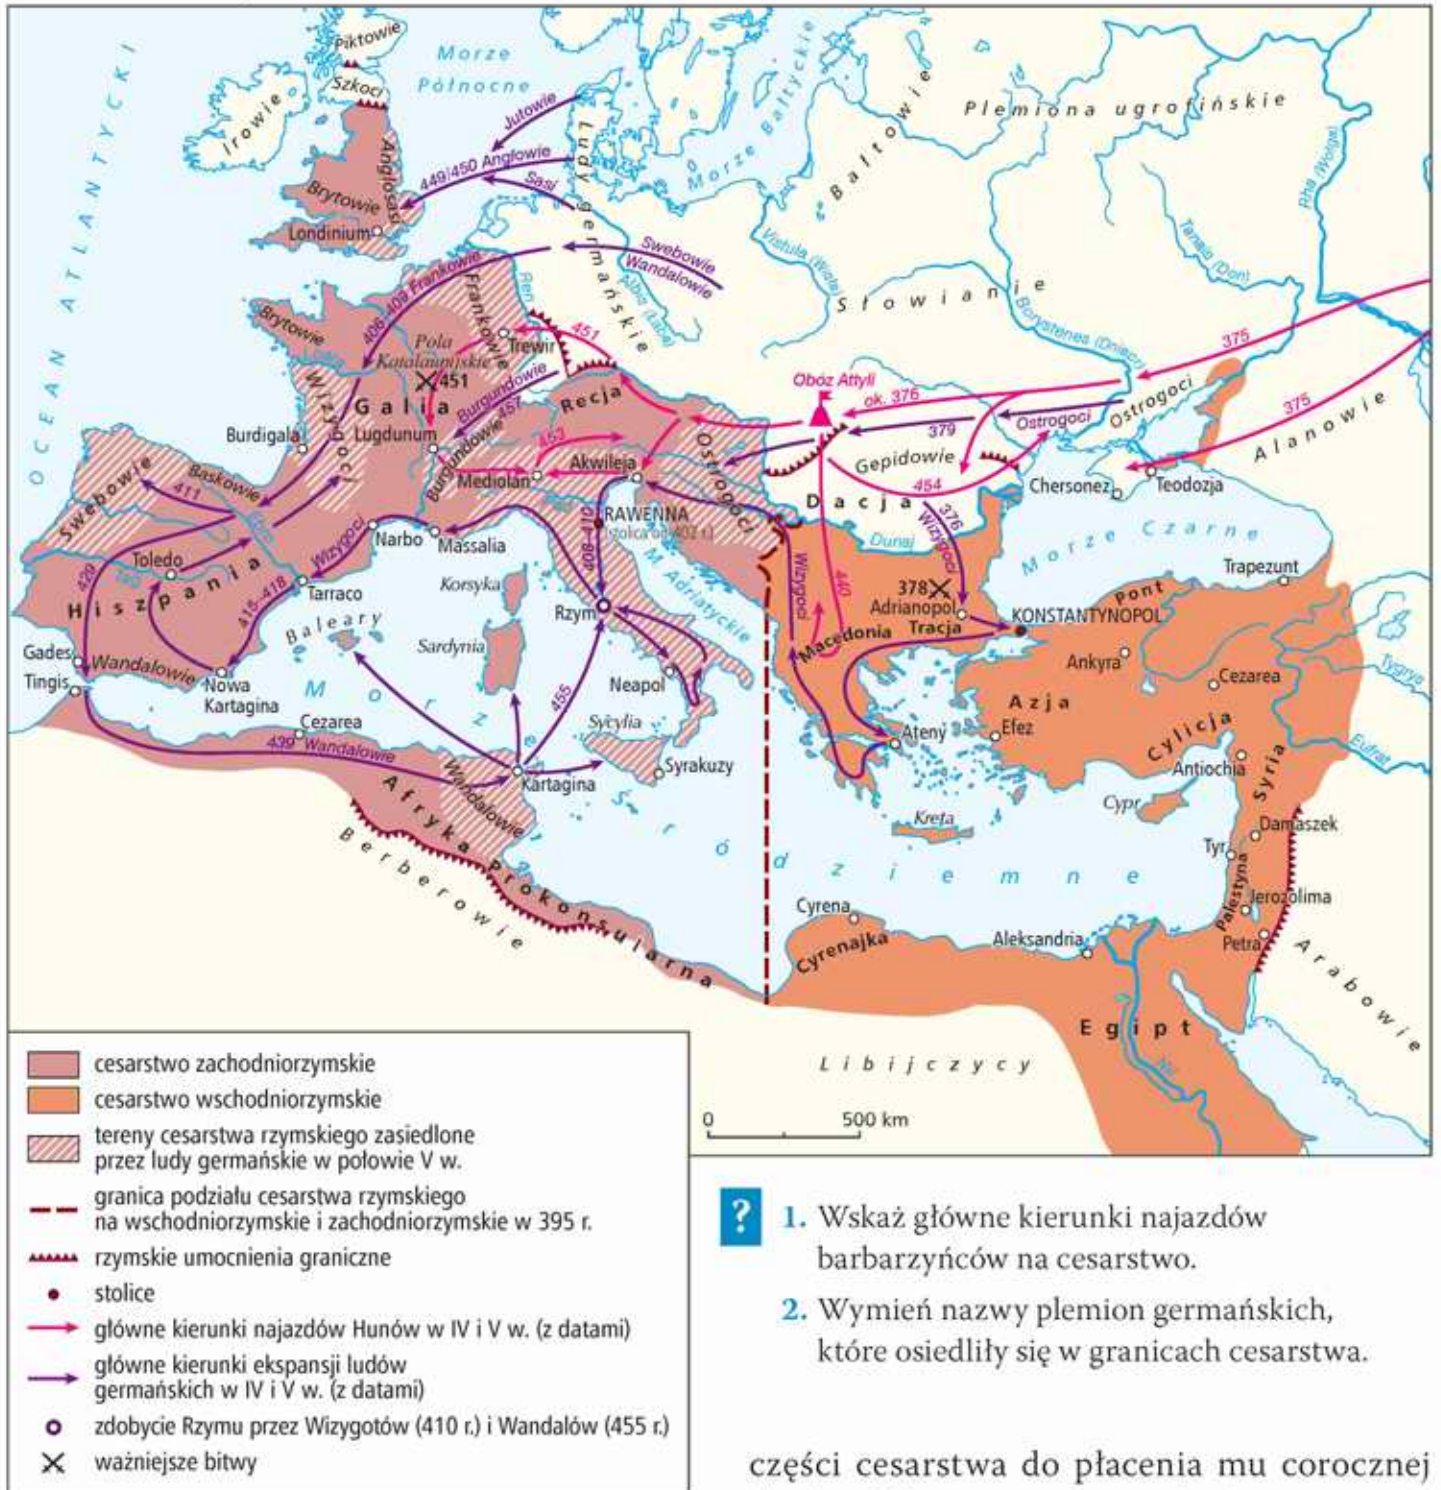 Piktowie
Morze
Północne
Szkoci
Irowie
Jutowie
449/450 Anglowie
Sasi
Ludy germańskie
Morze Bałtyckie
Bałtowie
Plemiona ugrofińskie
Rha (Wołga)
OCEAN ATLANTYCKI
Anglosasi
Brytowie
Londinium
Swebowie
Wandalowie
Vistula (Wisła)
Tanais (Don)
Albis (Łaba)
Ren
406-409 Frankowie
Frankowie
Słowianie
Borystenes (Dniepr)
Brytowie
Pola
Katalaunijskie
Trewir
451
375
451
Galia
Burgundowie
457
Recja
Obóz Attyli
ok. 376
Ostrogoci
379
Ostrogoci
375
Alanowie
Wizygoci
Burdigala
Lugdunum
Burgundowie
453
Mediolan
Akwileja
Ostrogoci
Gepidowie
454
Dacja
Chersonez
Teodozja
Swebowie
411
Baskowie
Ebro
RAWENNA
(stolica od 402 r.)
408-410
376
Wizygoci
Dunaj
Morze Czarne
Narbo
Massalia
Wizygoci
Toledo
Tag
Hiszpania
429
415-418
Tarraco
Korsyka
M. Adriatyckie
Wizygoci
440
378
Adrianopol
Trapezunt
Pont
KONSTANTYNOPOL
Rzym
Baleary
Sardynia
Macedonia
Tracja
Gades
Tingis
Wandalowie
Nowa
Kartagina
Neapol
Ankyra
Cezarea
Tygrys
Azja
455
Sycylia
Cezarea
439 Wandalowie
Ateny
Efez
Cylicja
Eufrat
Antiochia
Syria
Kartagina
Syrakuzy
Wandalowie
Afryka Prokonsularna
Berberowie
Morze Śródziemne
Kreta
Cypr
Damaszek
Tyr
Palestyna
Jerozolima
Cyrena
Cyrenajka
Aleksandria
Petra
Arabowie
Egipt
Nil
Libijczycy
0 500 km
cesarstwo zachodniorzymskie
cesarstwo wschodniorzymskie
tereny cesarstwa rzymskiego zasiedlone
przez ludy germańskie w połowie V w.
granica podziału cesarstwa rzymskiego
na wschodniorzymskie i zachodniorzymskie w 395 r.
rzymskie umocnienia graniczne
stolice
główne kierunki najazdów Hunów w IV i V w. (z datami)
główne kierunki ekspansji ludów
germańskich w IV i V w. (z datami)
zdobycie Rzymu przez Wizygotów (410 r.) i Wandalów (455 r.)
ważniejsze bitwy
?
1. Wskaż główne kierunki najazdów
barbarzyńców na cesarstwo.
2. Wymień nazwy plemion germańskich,
które osiedliły się w granicach cesarstwa.
części cesarstwa do płacenia mu corocznej